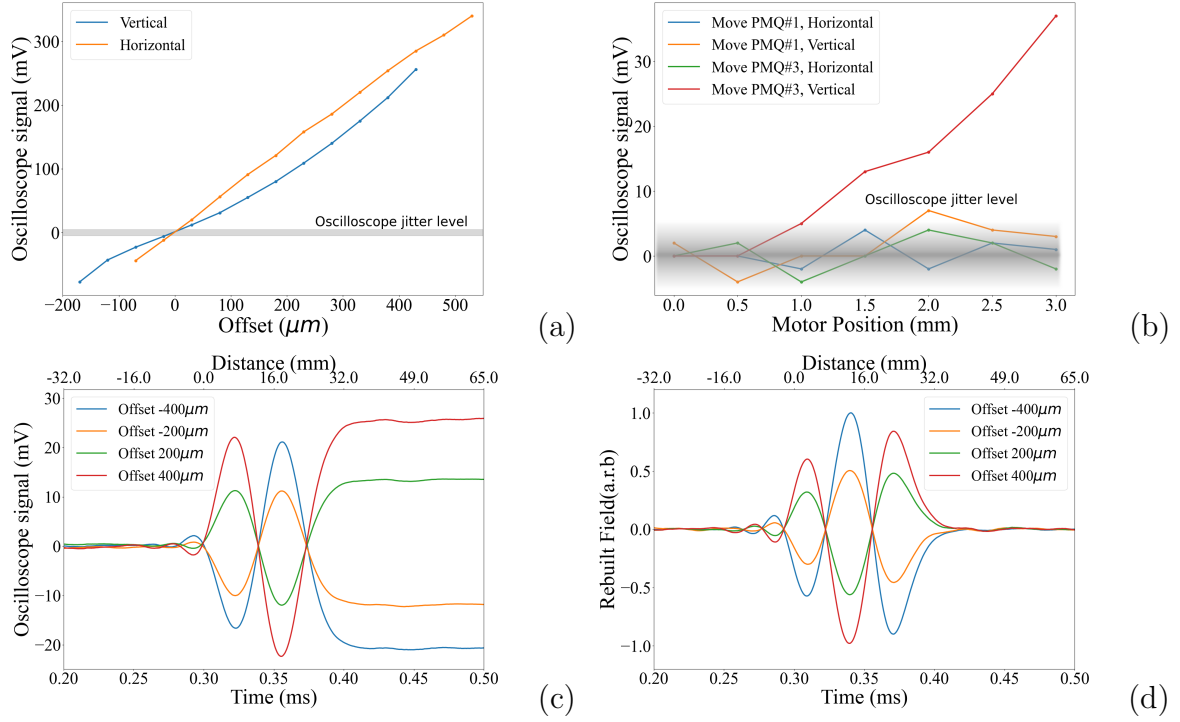 Oscilloscope signal (mV)
300
200
100
0
Vertical
Horizontal
Oscilloscope jitter level
−200 −100 0 100 200 300 400 500
Offset (μm)
(a)
Oscilloscope signal (mV)
30
20
10
0
Move PMQ#1, Horizontal
Move PMQ#1, Vertical
Move PMQ#3, Horizontal
Move PMQ#3, Vertical
Oscilloscope jitter level
0.0 0.5 1.0 1.5 2.0 2.5 3.0
Motor Position (mm)
(b)
Distance (mm)
-32.0 -16.0 0.0 16.0 32.0 49.0 65.0
Oscilloscope signal (mV)
30
20
10
0
−10
−20
Offset -400μm
Offset -200μm
Offset 200μm
Offset 400μm
0.20 0.25 0.30 0.35 0.40 0.45 0.50
Time (ms)
(c)
Distance (mm)
-32.0 -16.0 0.0 16.0 32.0 49.0 65.0
Rebuilt Field(a.r.b)
1.0
0.5
0.0
−0.5
−1.0
Offset -400μm
Offset -200μm
Offset 200μm
Offset 400μm
0.20 0.25 0.30 0.35 0.40 0.45 0.50
Time (ms)
(d)